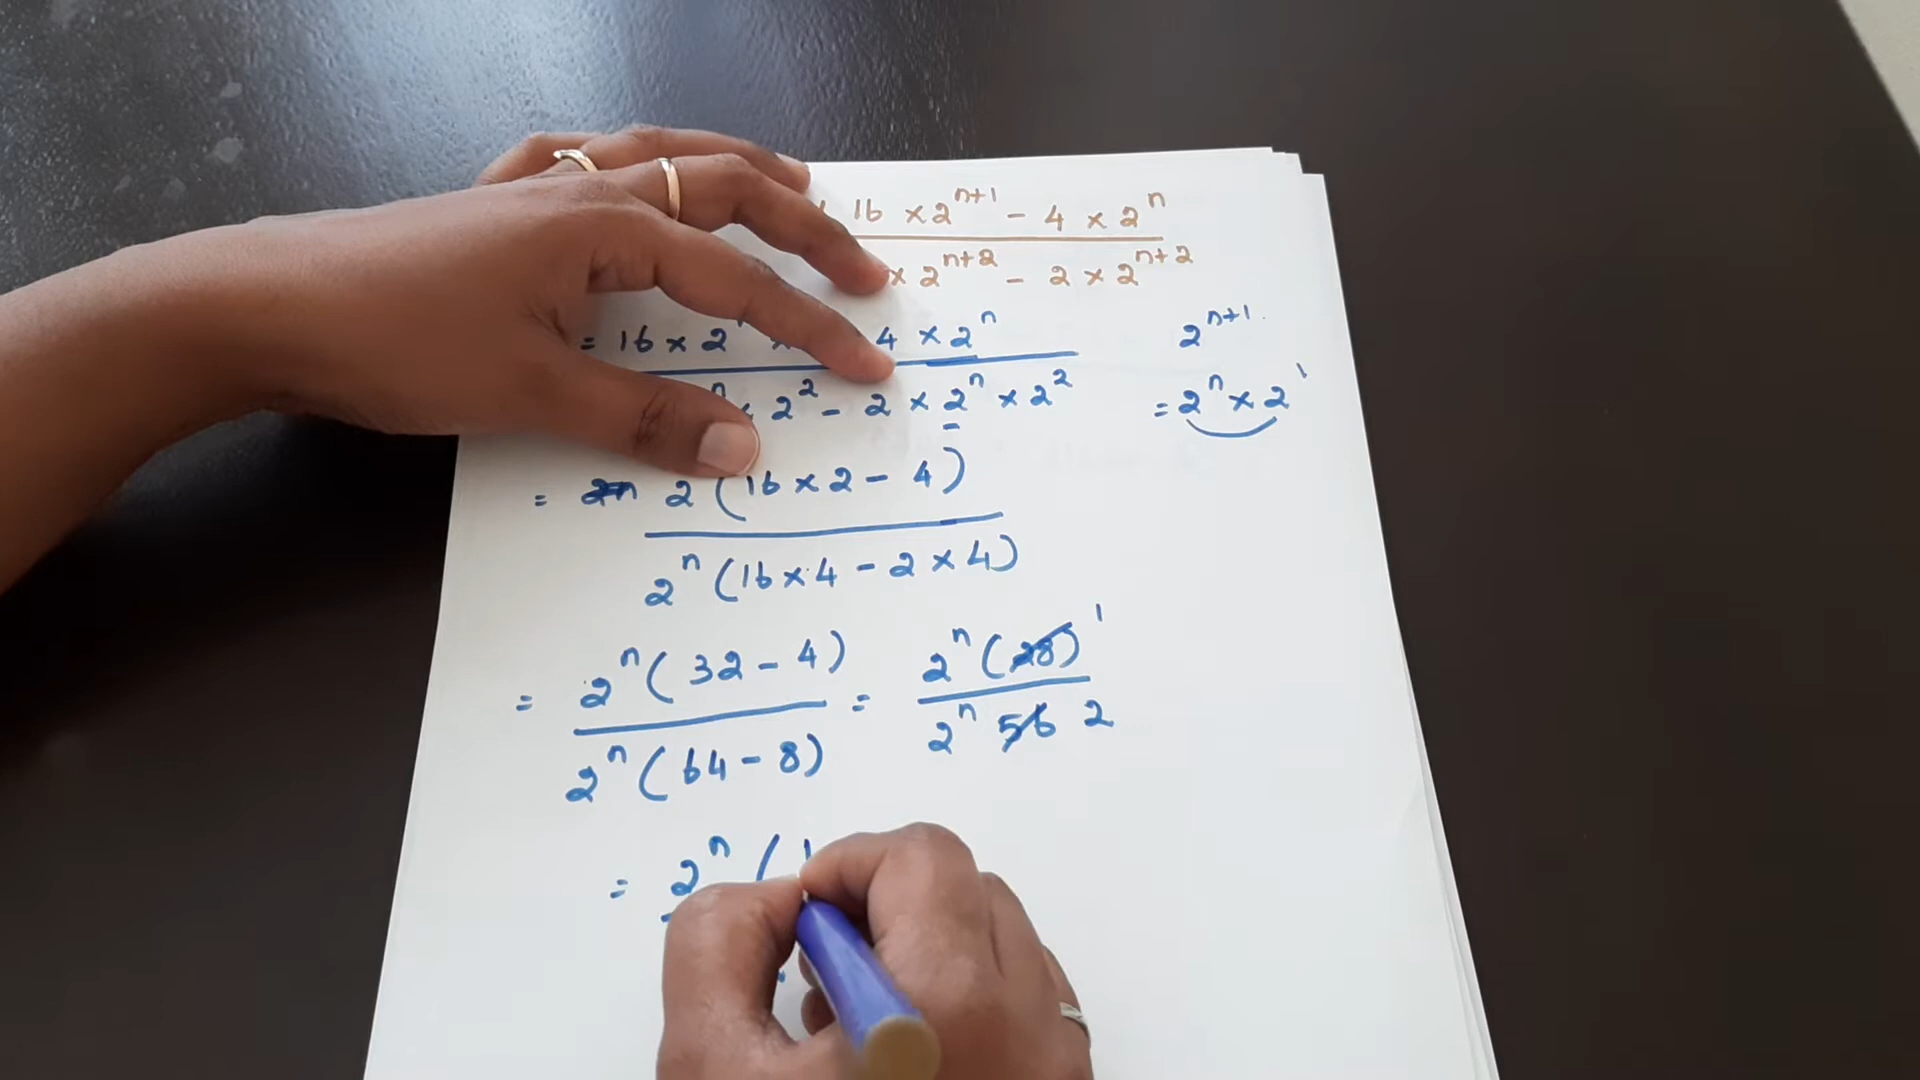 16 × 2^{n+1} - 4 × 2^n
× 2^{n+2} - 2 × 2^{n+2}
= 16 × 2 4 × 2^n
n 2^2 - 2 × 2^n × 2^2
2^{n+1}
= 2^n × 2^1
= 2 (16 × 2 - 4)
2^n (16 × 4 - 2 × 4)
= 2^n (32 - 4)
2^n (64 - 8)
= 2^n (28) 1
2^n 56 2
= 2^n (1